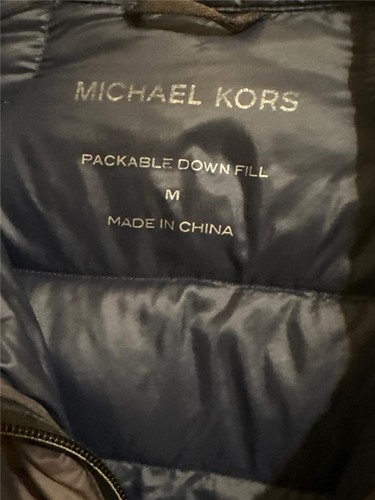 MICHAEL KORS
PACKABLE DOWN FILL
M
MADE IN CHINA